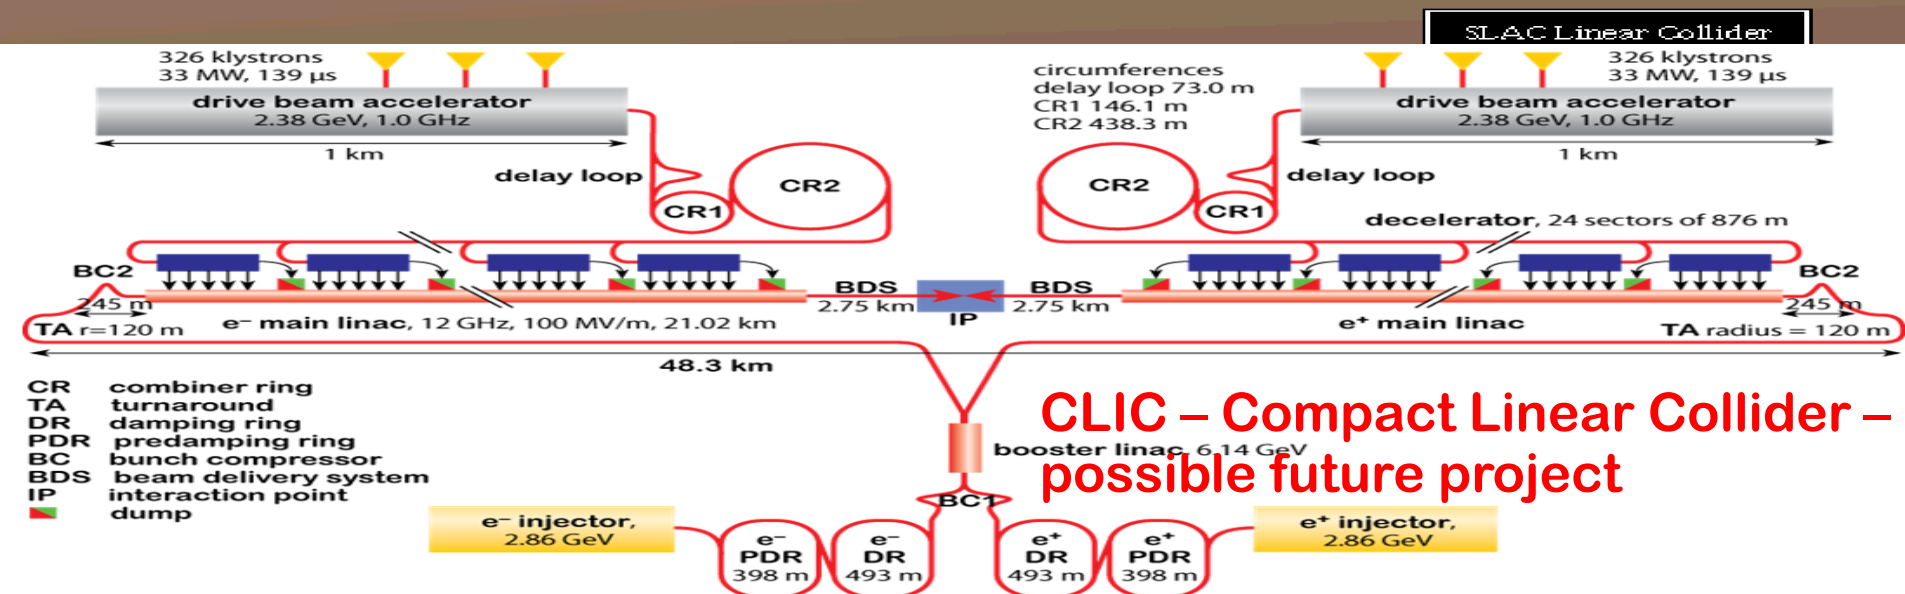 SLAC Linear Collider
326 klystrons
33 MW, 139 µs
drive beam accelerator
2.38 GeV, 1.0 GHz
1 km
delay loop
CR1
CR2
circumferences
delay loop 73.0 m
CR1 146.1 m
CR2 438.3 m
326 klystrons
33 MW, 139 µs
drive beam accelerator
2.38 GeV, 1.0 GHz
1 km
CR2
CR1
delay loop
decelerator, 24 sectors of 876 m
BC2
245 m
TA r=120 m
e⁻ main linac, 12 GHz, 100 MV/m, 21.02 km
BDS
2.75 km
IP
BDS
2.75 km
e⁺ main linac
BC2
245 m
TA radius = 120 m
48.3 km
CR combiner ring
TA turnaround
DR damping ring
PDR predamping ring
BC bunch compressor
BDS beam delivery system
IP interaction point
dump
CLIC – Compact Linear Collider –
possible future project
booster linac, 6.14 GeV
BC1
e⁻ injector,
2.86 GeV
e⁻
PDR
398 m
e⁻
DR
493 m
e⁺
DR
493 m
e⁺
PDR
398 m
e⁺ injector,
2.86 GeV